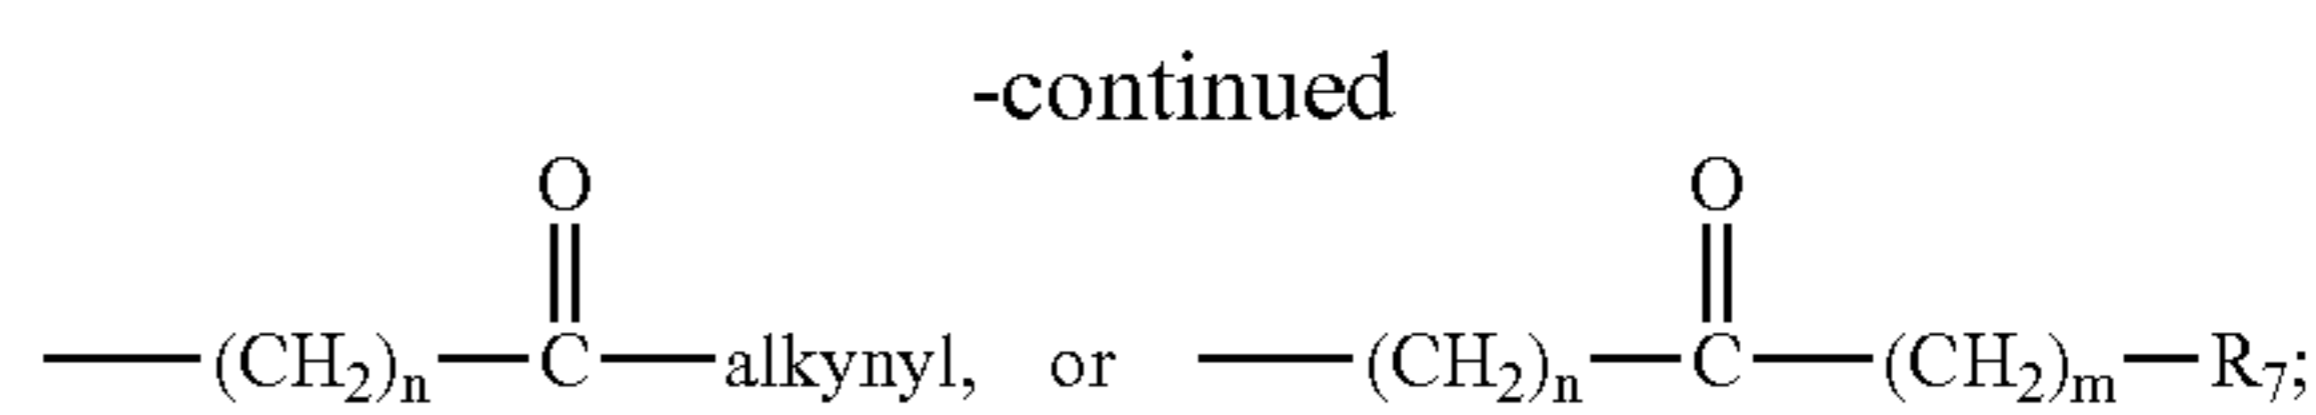 -continued
O O
—(CH₂)ₙ—C—alkynyl, or —(CH₂)ₙ—C—(CH₂)ₘ—R₇;